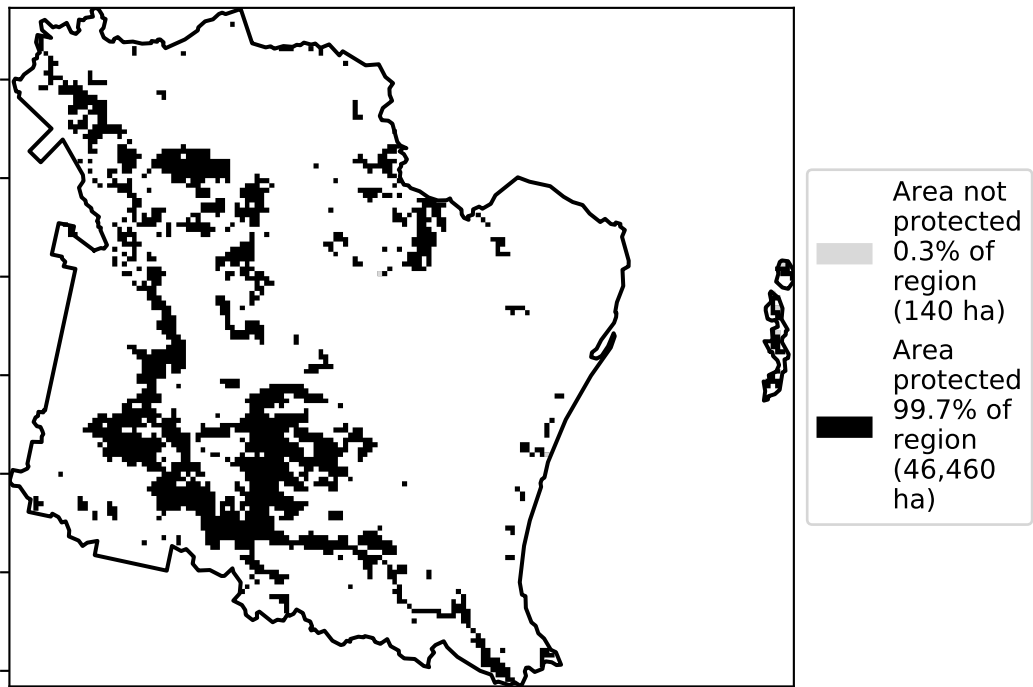 Area not
protected
0.3% of
region
(140 ha)
Area
protected
99.7% of
region
(46,460
ha)